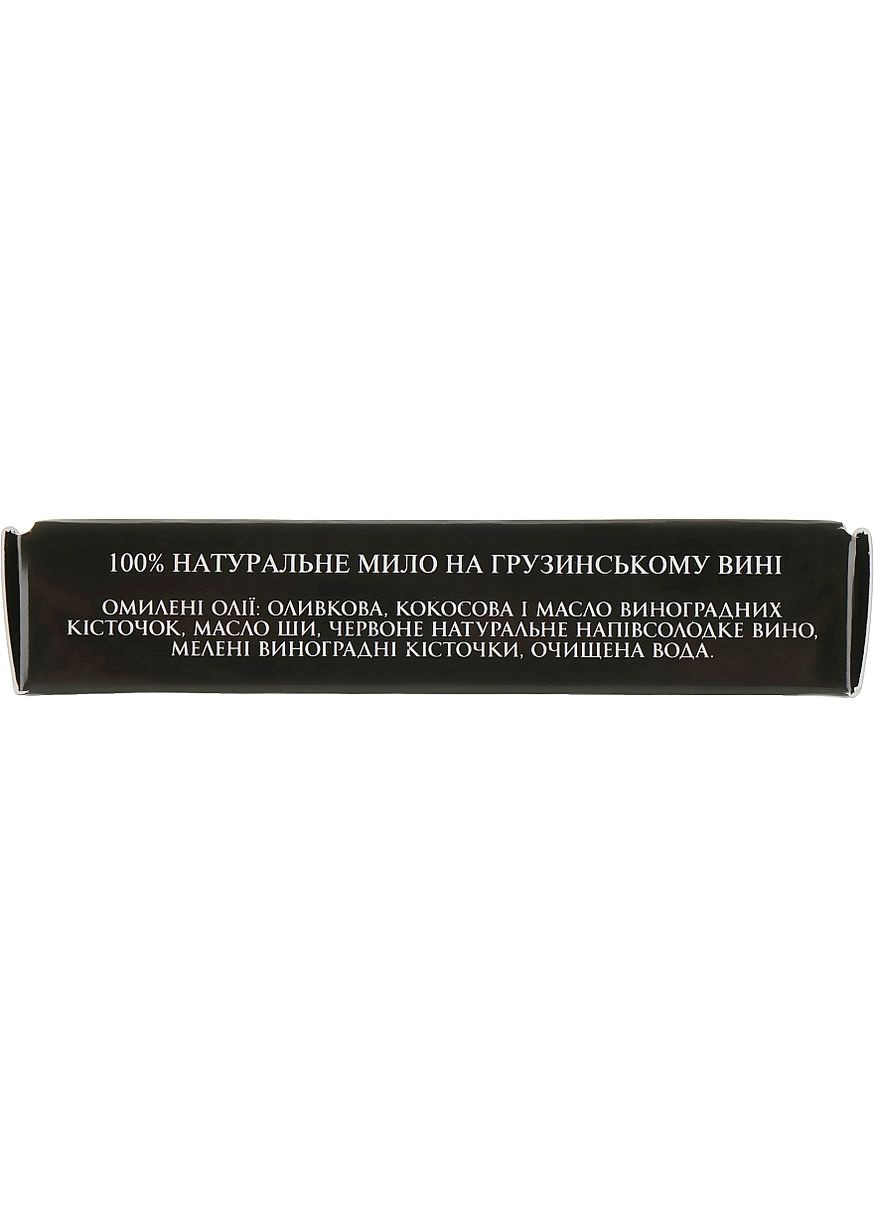 100% НАТУРАЛЬНЕ МИЛО НА ГРУЗИНСЬКОМУ ВИНІ
ОМИЛЕНІ ОЛІЇ: ОЛИВКОВА, КОКОСОВА І МАСЛО ВИНОГРАДНИХ
КІСТОЧОК, МАСЛО ШИ, ЧЕРВОНЕ НАТУРАЛЬНЕ НАПІВСОЛОДКЕ ВИНО,
МЕЛЕНІ ВИНОГРАДНІ КІСТОЧКИ, ОЧИЩЕНА ВОДА.